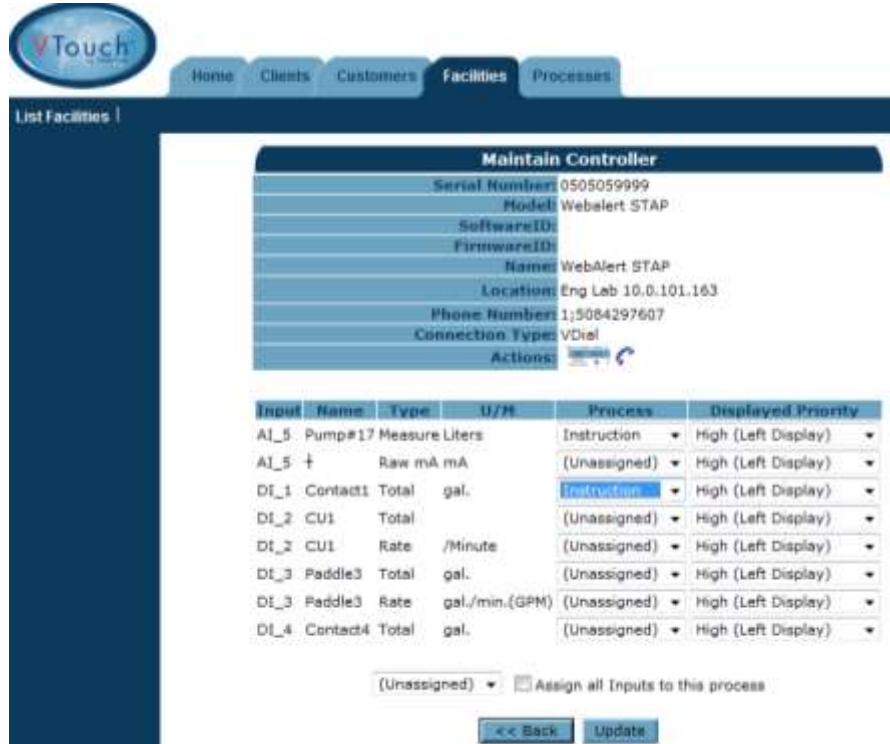 VTouch
Home Clients Customers Facilities Processes
List Facilities |
Maintain Controller
Serial Number: 0505059999
Model: Webalert STAP
SoftwareID:
FirmwareID:
Name: WebAlert STAP
Location: Eng Lab 10.0.101.163
Phone Number: 1;5084297607
Connection Type: VDial
Actions:
Input Name Type U/M Process Displayed Priority
AI_5 Pump#17 Measure Liters Instruction High (Left Display)
AI_5 Raw mA mA (Unassigned) High (Left Display)
DI_1 Contact1 Total gal. Instruction High (Left Display)
DI_2 CU1 Total (Unassigned) High (Left Display)
DI_2 CU1 Rate /Minute (Unassigned) High (Left Display)
DI_3 Paddle3 Total gal. (Unassigned) High (Left Display)
DI_3 Paddle3 Rate gal./min.(GPM) (Unassigned) High (Left Display)
DI_4 Contact4 Total gal. (Unassigned) High (Left Display)
(Unassigned) Assign all Inputs to this process
<< Back Update